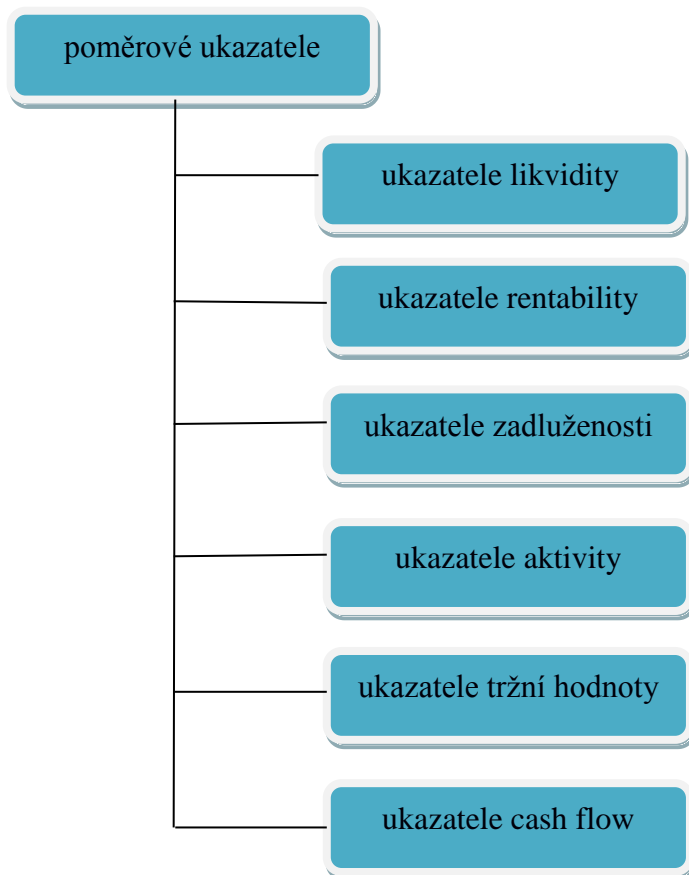 poměrové ukazatele
ukazatele likvidity
ukazatele rentability
ukazatele zadluženosti
ukazatele aktivity
ukazatele tržní hodnoty
ukazatele cash flow